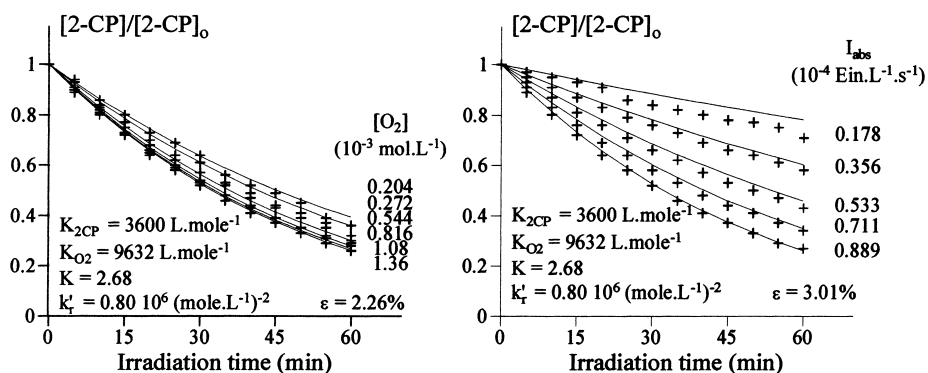 [2-CP]/[2-CP]o
1
0.8
0.6
0.4
0.2
0
0
15
30
45
60
Irradiation time (min)
[O2]
(10-3 mol.L-1)
0.204
0.272
0.544
0.816
1.08
1.36
K2CP = 3600 L.mole-1
KO2 = 9632 L.mole-1
K = 2.68
k'r = 0.80 106 (mole.L-1)-2 ε = 2.26%
[2-CP]/[2-CP]o
1
0.8
0.6
0.4
0.2
0
0
15
30
45
60
Irradiation time (min)
Iabs
(10-4 Ein.L-1.s-1)
0.178
0.356
0.533
0.711
0.889
K2CP = 3600 L.mole-1
KO2 = 9632 L.mole-1
K = 2.68
k'r = 0.80 106 (mole.L-1)-2 ε = 3.01%